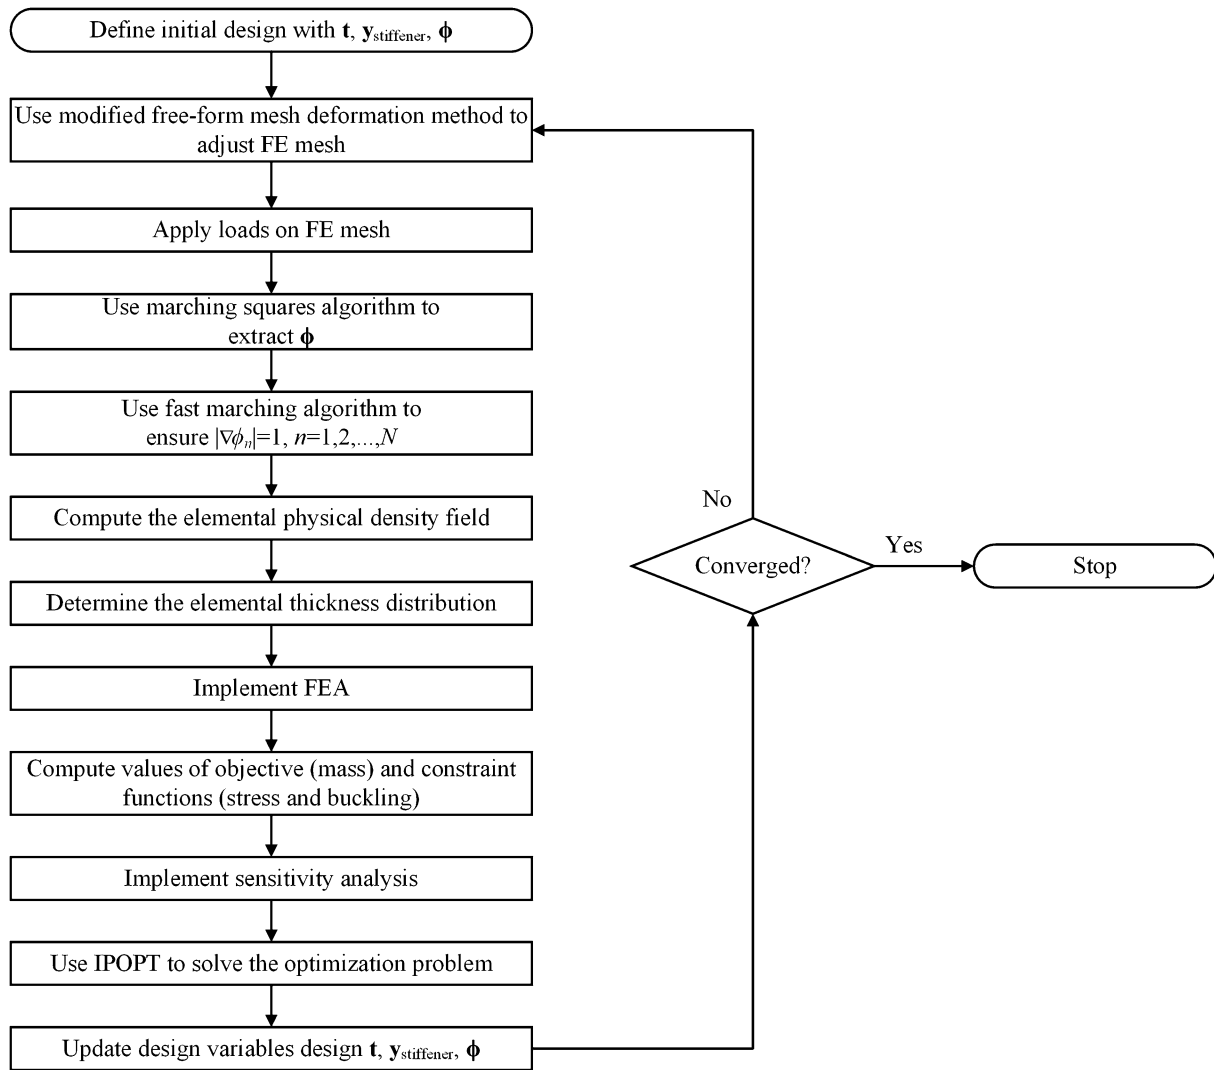 Define initial design with t, y_stiffener, ϕ
Use modified free-form mesh deformation method to
adjust FE mesh
Apply loads on FE mesh
Use marching squares algorithm to
extract ϕ
Use fast marching algorithm to
ensure |∇ϕₙ|=1, n=1,2,...,N
Compute the elemental physical density field
Determine the elemental thickness distribution
Implement FEA
Compute values of objective (mass) and constraint
functions (stress and buckling)
Implement sensitivity analysis
Use IPOPT to solve the optimization problem
Update design variables design t, y_stiffener, ϕ
No
Converged?
Yes
Stop